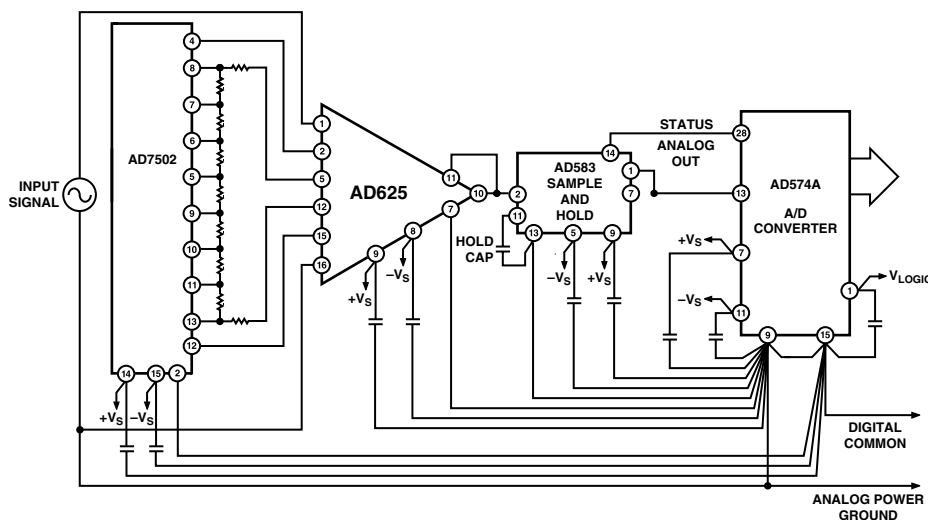 4
8
7
6
5
9
10
11
13
12
14
15
2
AD7502
INPUT
SIGNAL
+VS
–VS
1
2
5
12
15
16
AD625
11
10
7
8
9
+VS
–VS
HOLD
CAP
AD583
SAMPLE
AND
HOLD
14
1
7
2
11
13
5
9
–VS
+VS
STATUS
ANALOG
OUT
28
13
7
11
9
15
1
AD574A
A/D
CONVERTER
+VS
–VS
VLOGIC
DIGITAL
COMMON
ANALOG POWER
GROUND